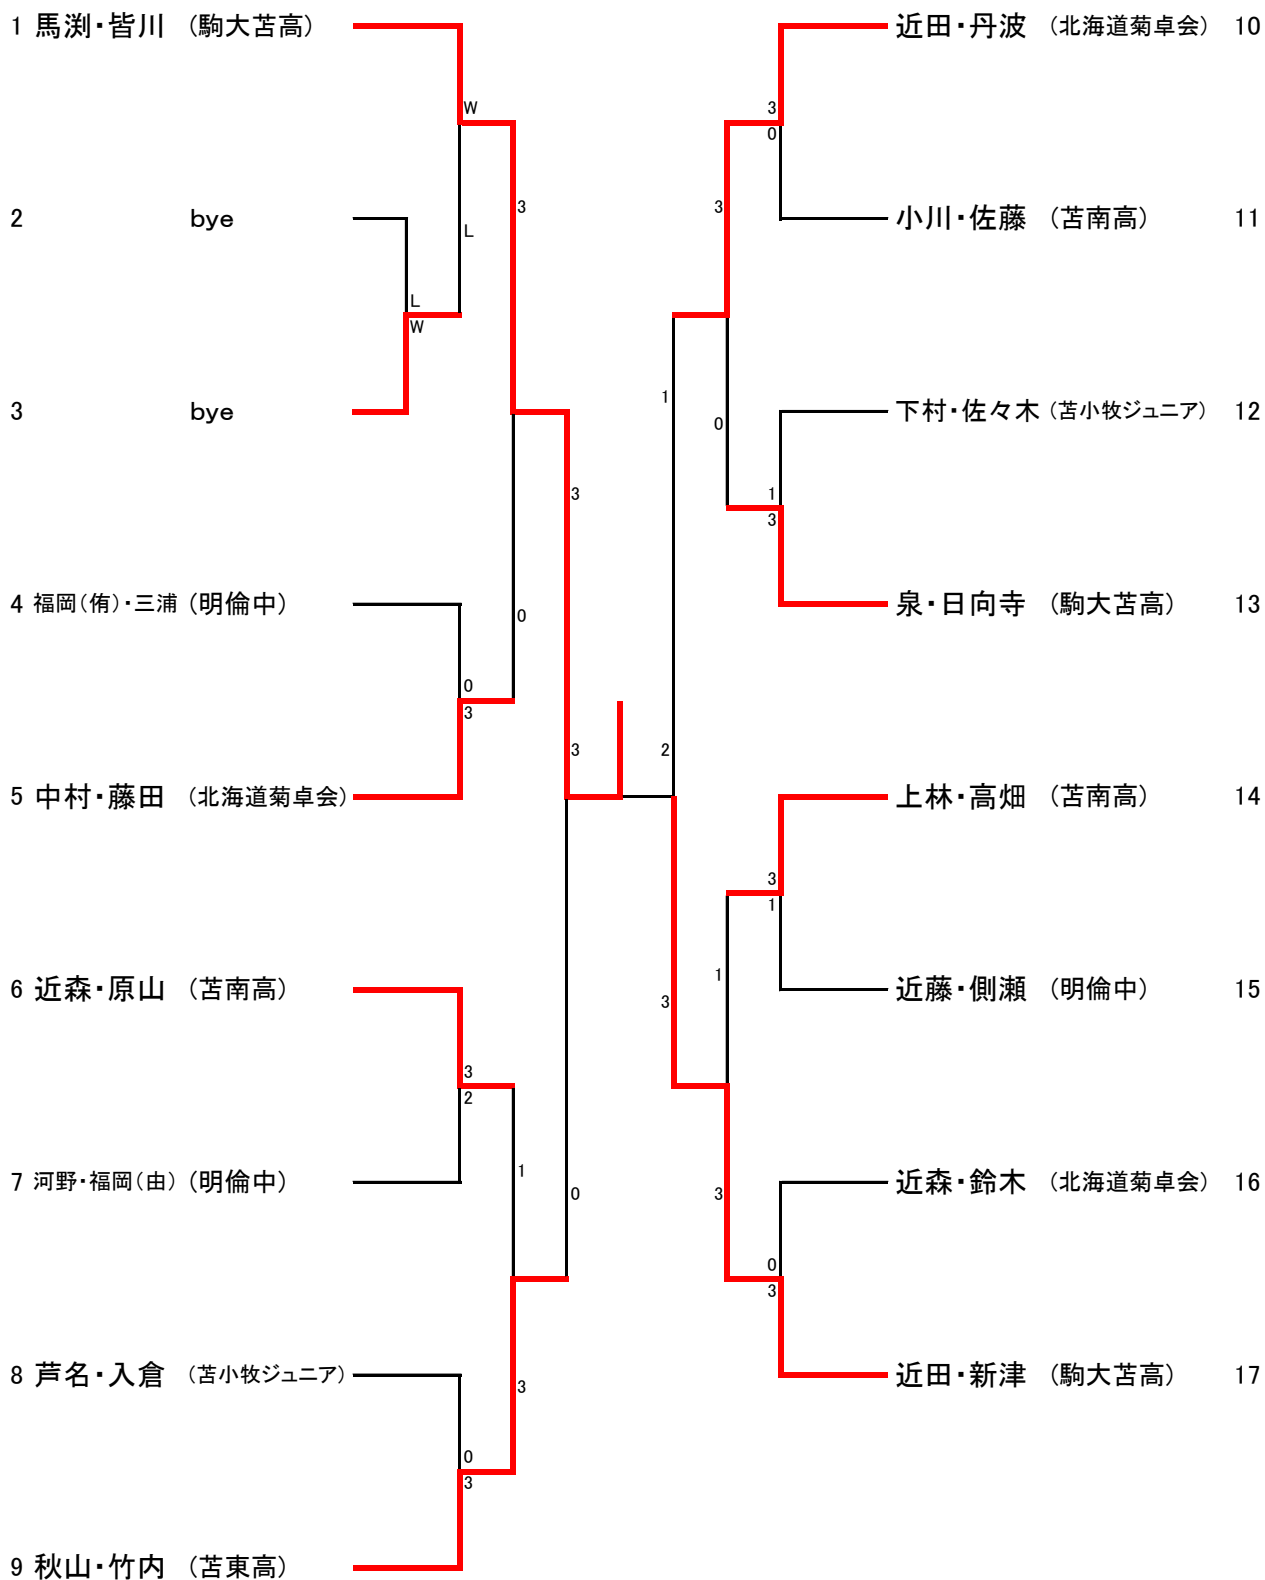 1 馬渕・皆川 (駒大苫高)
W
3
2 bye
L
L
W
3 bye
3
4 福岡(侑)・三浦 (明倫中)
0
0
3
5 中村・藤田 (北海道菊卓会)
3
6 近森・原山 (苫南高)
3
2
1
7 河野・福岡(由) (明倫中)
0
8 芦名・入倉 (苫小牧ジュニア)
3
0
3
9 秋山・竹内 (苫東高)
近田・丹波 (北海道菊卓会) 10
3
0
3
小川・佐藤 (苫南高) 11
1
0
下村・佐々木 (苫小牧ジュニア) 12
1
3
泉・日向寺 (駒大苫高) 13
2
上林・高畑 (苫南高) 14
3
1
1
3
近藤・側瀬 (明倫中) 15
3
近森・鈴木 (北海道菊卓会) 16
0
3
近田・新津 (駒大苫高) 17